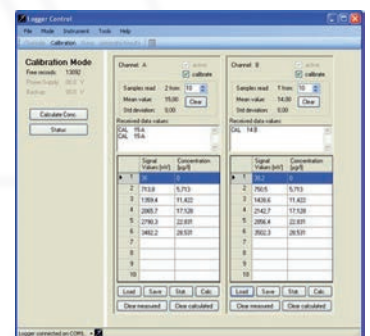 Logger Control
File Mode Instrument Tools Help
Calibration
Calibration Mode
Free records: 13092
Calculate Conc.
Status
Channel A
active
calibrate
Samples read 2 from 10
Mean value 15,00 Clear
Std deviation: 0.00
Received data values:
CAL 15 A
CAL 15 A
Signal Values [mV] Concentration [µg/l]
1 0
2 713,8 5,713
3 1359,4 11,422
4 2065,7 17,128
5 2790,3 22,831
6 3492,2 28,531
7
8
9
10
Load Save Stat. Calc.
Clear measured Clear calculated
Channel B
active
calibrate
Samples read 1 from 10
Mean value 14,00 Clear
Std deviation: 0.00
Received data values:
CAL 14 B
Signal Values [mV] Concentration [µg/l]
1 0
2 750,5 5,713
3 1428,6 11,422
4 2142,7 17,128
5 2856,4 22,831
6 3502,3 28,531
7
8
9
10
Load Save Stat. Calc.
Clear measured Clear calculated
Logger connected on COM1